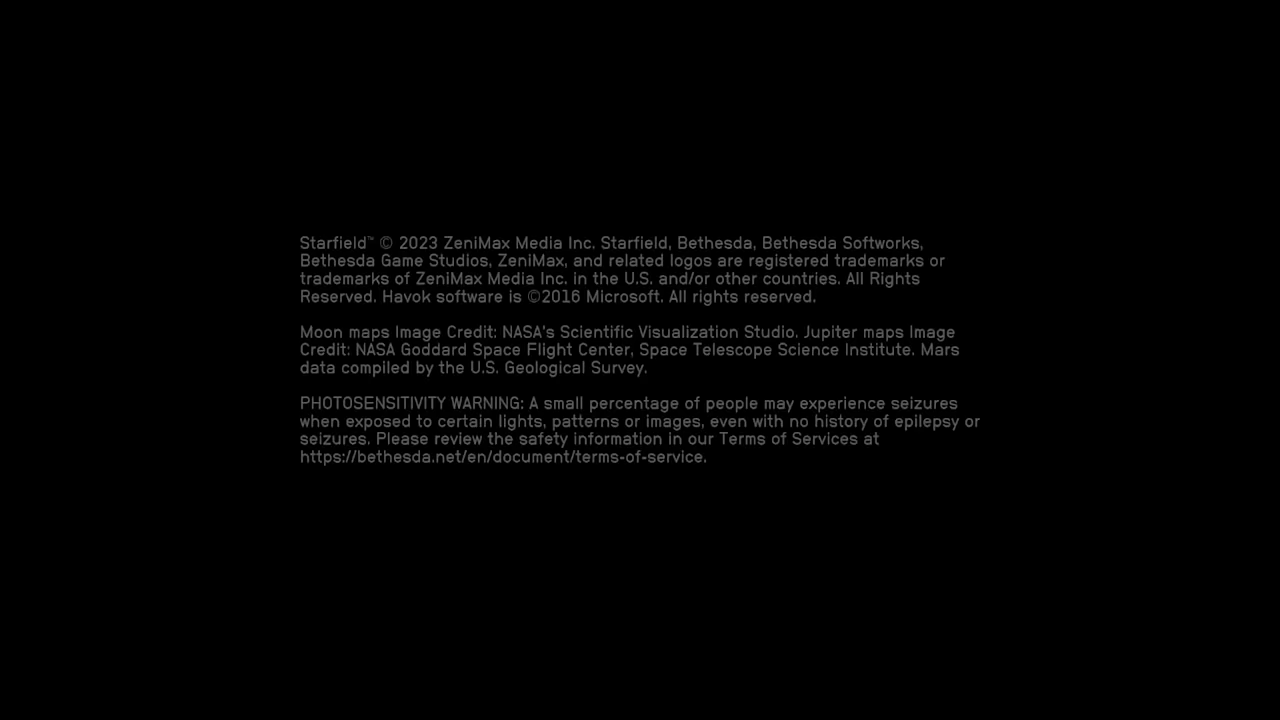 Starfield™ © 2023 ZeniMax Media Inc. Starfield, Bethesda, Bethesda Softworks,
Bethesda Game Studios, ZeniMax, and related logos are registered trademarks or
trademarks of ZeniMax Media Inc. in the U.S. and/or other countries. All Rights
Reserved. Havok software is ©2016 Microsoft. All rights reserved.
Moon maps Image Credit: NASA's Scientific Visualization Studio. Jupiter maps Image
Credit: NASA Goddard Space Flight Center, Space Telescope Science Institute. Mars
data compiled by the U.S. Geological Survey.
PHOTOSENSITIVITY WARNING: A small percentage of people may experience seizures
when exposed to certain lights, patterns or images, even with no history of epilepsy or
seizures. Please review the safety information in our Terms of Services at
https://bethesda.net/en/document/terms-of-service.